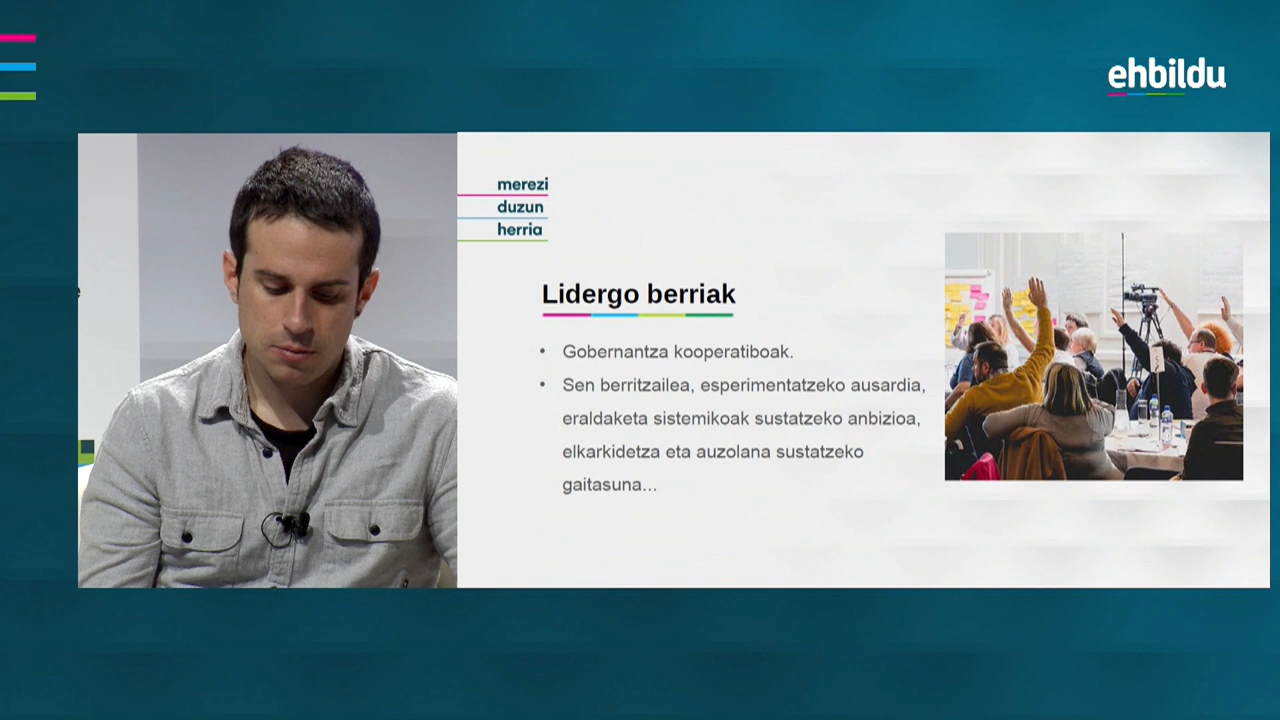 ehbildu
merezi
duzun
herria
Lidergo berriak
• Gobernantza kooperatiboak.
• Sen berritzailea, esperimentatzeko ausardia,
eraldaketa sistemikoak sustatzeko anbizioa,
elkarkidetza eta auzolana sustatzeko
gaitasuna...